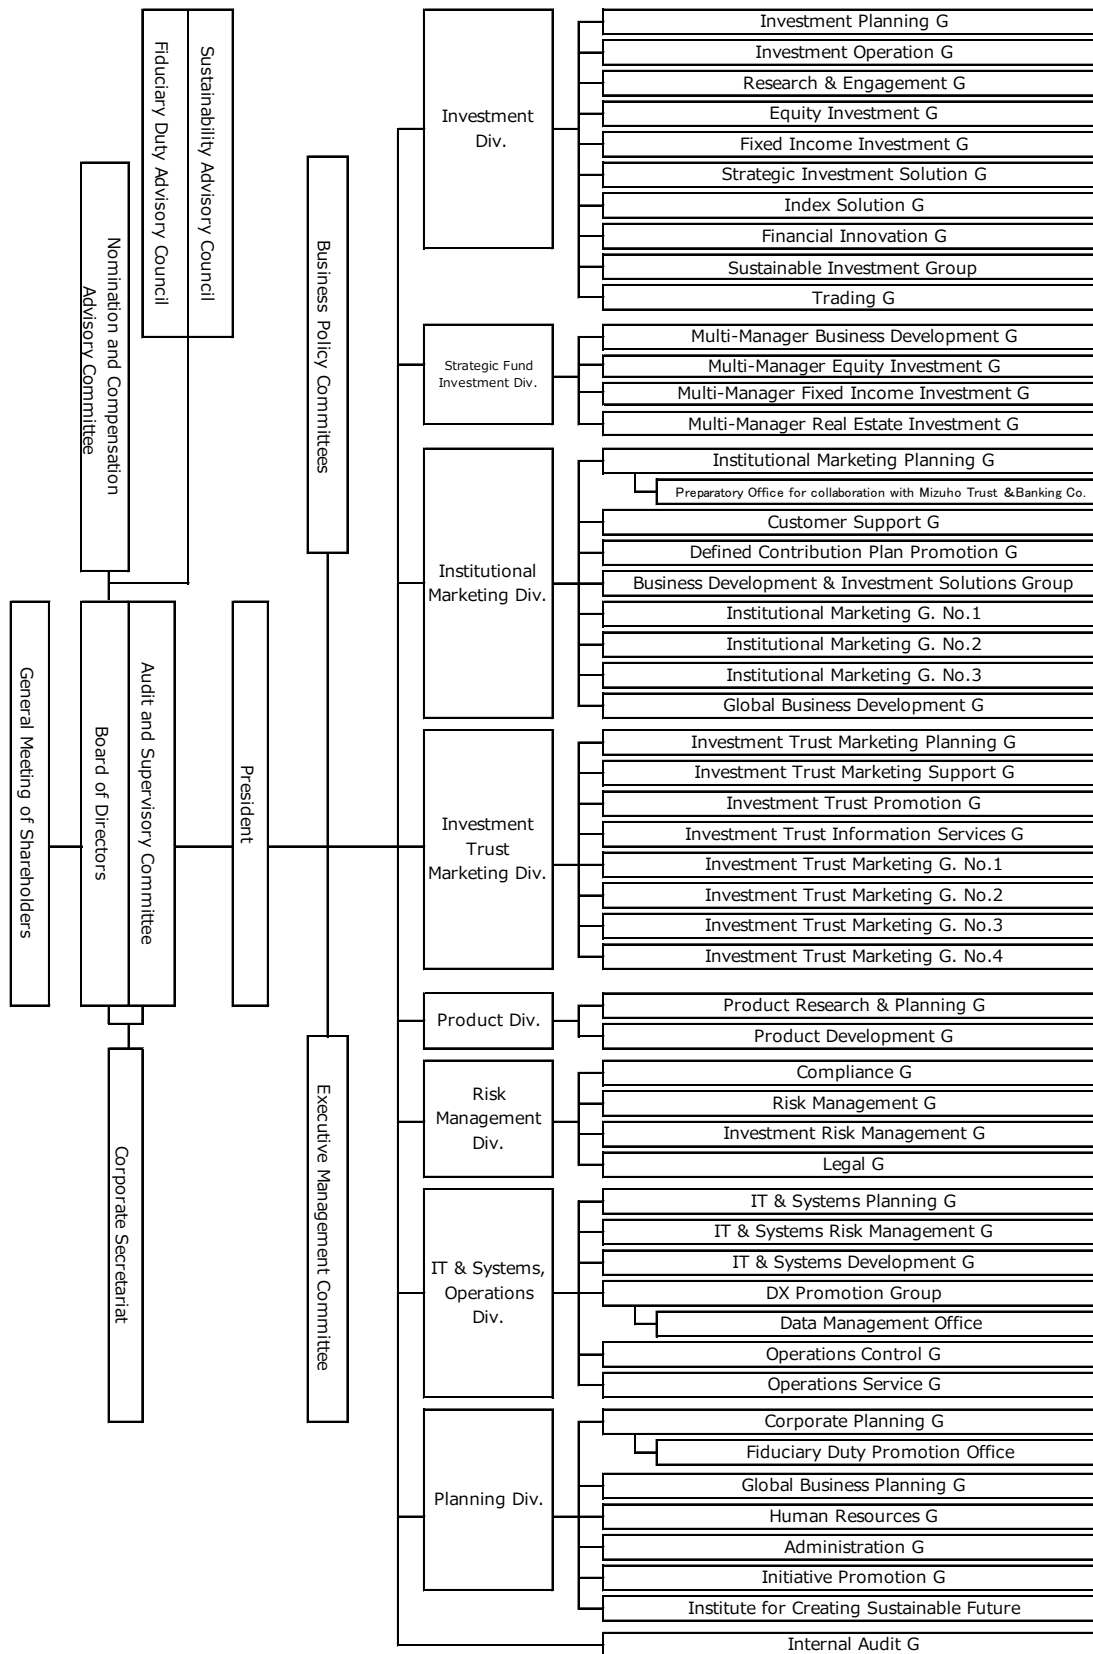 General Meeting of Shareholders
Board of Directors
Audit and Supervisory Committee
Nomination and Compensation
Advisory Committee
Fiduciary Duty Advisory Council
Sustainability Advisory Council
Corporate Secretariat
President
Business Policy Committees
Executive Management Committee
Investment
Div.
Investment Planning G
Investment Operation G
Research & Engagement G
Equity Investment G
Fixed Income Investment G
Strategic Investment Solution G
Index Solution G
Financial Innovation G
Sustainable Investment Group
Trading G
Strategic Fund
Investment Div.
Multi-Manager Business Development G
Multi-Manager Equity Investment G
Multi-Manager Fixed Income Investment G
Multi-Manager Real Estate Investment G
Institutional
Marketing Div.
Institutional Marketing Planning G
Preparatory Office for collaboration with Mizuho Trust &Banking Co.
Customer Support G
Defined Contribution Plan Promotion G
Business Development & Investment Solutions Group
Institutional Marketing G. No.1
Institutional Marketing G. No.2
Institutional Marketing G. No.3
Global Business Development G
Investment
Trust
Marketing Div.
Investment Trust Marketing Planning G
Investment Trust Marketing Support G
Investment Trust Promotion G
Investment Trust Information Services G
Investment Trust Marketing G. No.1
Investment Trust Marketing G. No.2
Investment Trust Marketing G. No.3
Investment Trust Marketing G. No.4
Product Div.
Product Research & Planning G
Product Development G
Risk
Management
Div.
Compliance G
Risk Management G
Investment Risk Management G
Legal G
IT & Systems,
Operations
Div.
IT & Systems Planning G
IT & Systems Risk Management G
IT & Systems Development G
DX Promotion Group
Data Management Office
Operations Control G
Operations Service G
Planning Div.
Corporate Planning G
Fiduciary Duty Promotion Office
Global Business Planning G
Human Resources G
Administration G
Initiative Promotion G
Institute for Creating Sustainable Future
Internal Audit G